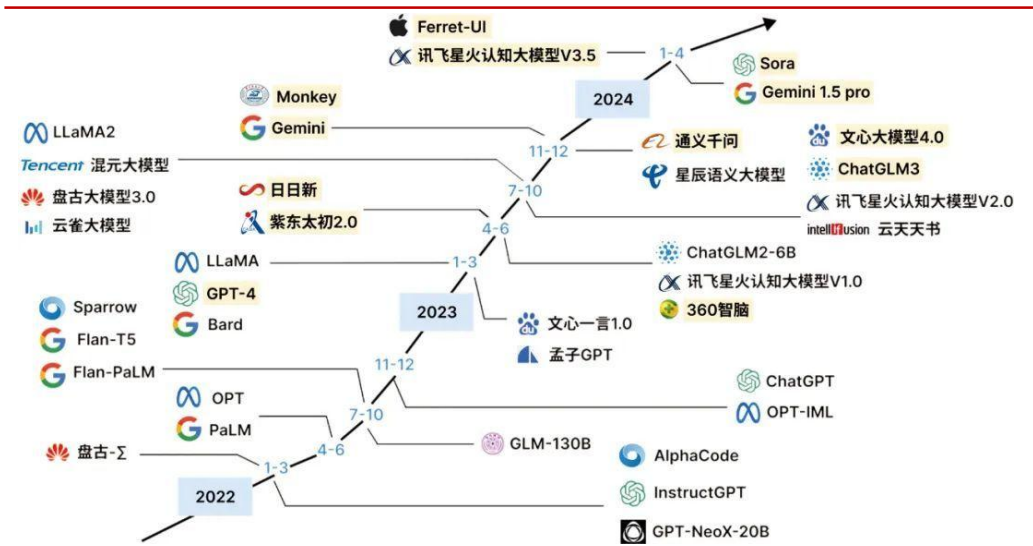 Ferret-UI
讯飞星火认知大模型V3.5
1-4
Sora
Gemini 1.5 pro
2024
Monkey
Gemini
11-12
通义千问
星辰语义大模型
文心大模型4.0
ChatGLM3
讯飞星火认知大模型V2.0
intellifusion 云天天书
LLaMA2
Tencent 混元大模型
盘古大模型3.0
云雀大模型
7-10
日日新
紫东太初2.0
4-6
ChatGLM2-6B
讯飞星火认知大模型V1.0
360智脑
LLaMA
GPT-4
Bard
1-3
2023
文心一言1.0
孟子GPT
Sparrow
Flan-T5
Flan-PaLM
11-12
ChatGPT
OPT-IML
OPT
PaLM
7-10
GLM-130B
4-6
盘古-Σ
1-3
2022
AlphaCode
InstructGPT
GPT-NeoX-20B